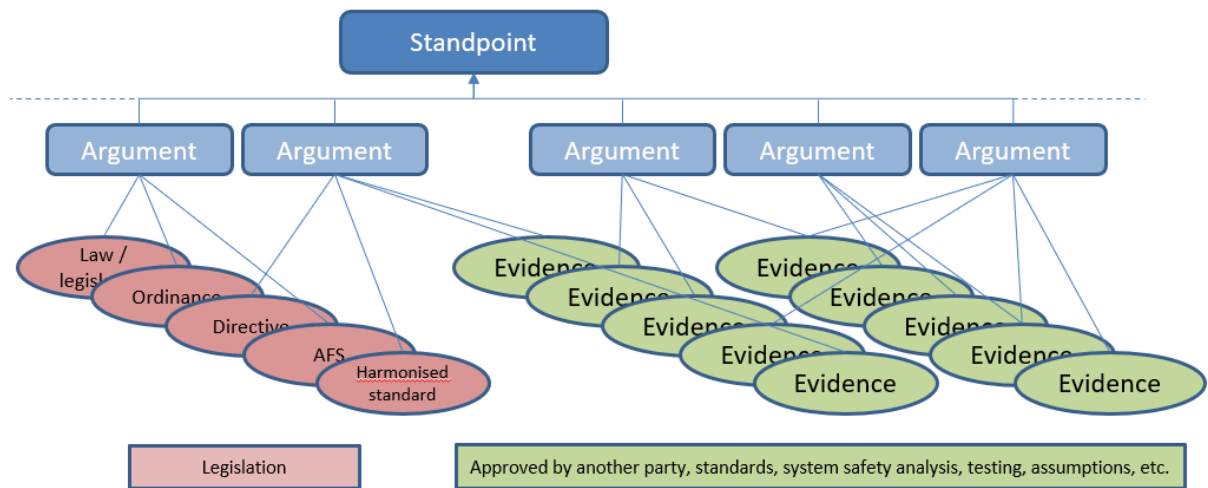 Standpoint
Argument
Argument
Argument
Argument
Argument
Law /
legis
Ordinance
Directive
AFS
Harmonised
standard
Evidence
Evidence
Evidence
Evidence
Evidence
Evidence
Evidence
Evidence
Evidence
Evidence
Legislation
Approved by another party, standards, system safety analysis, testing, assumptions, etc.